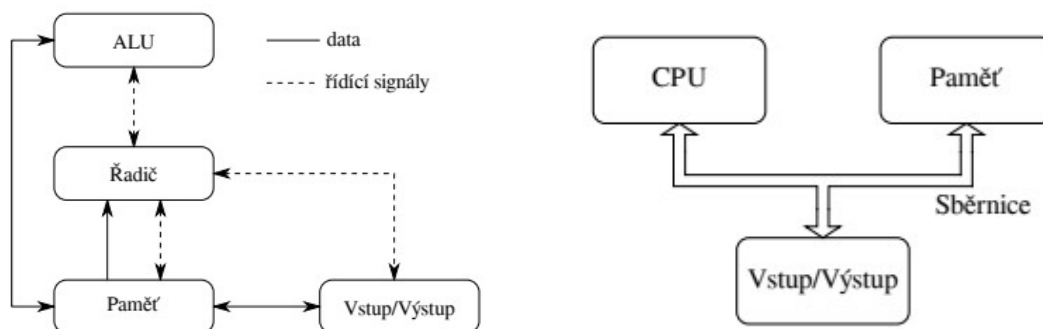 ALU
data
řídící signály
Řadič
Paměť
Vstup/Výstup
CPU
Paměť
Sběrnice
Vstup/Výstup